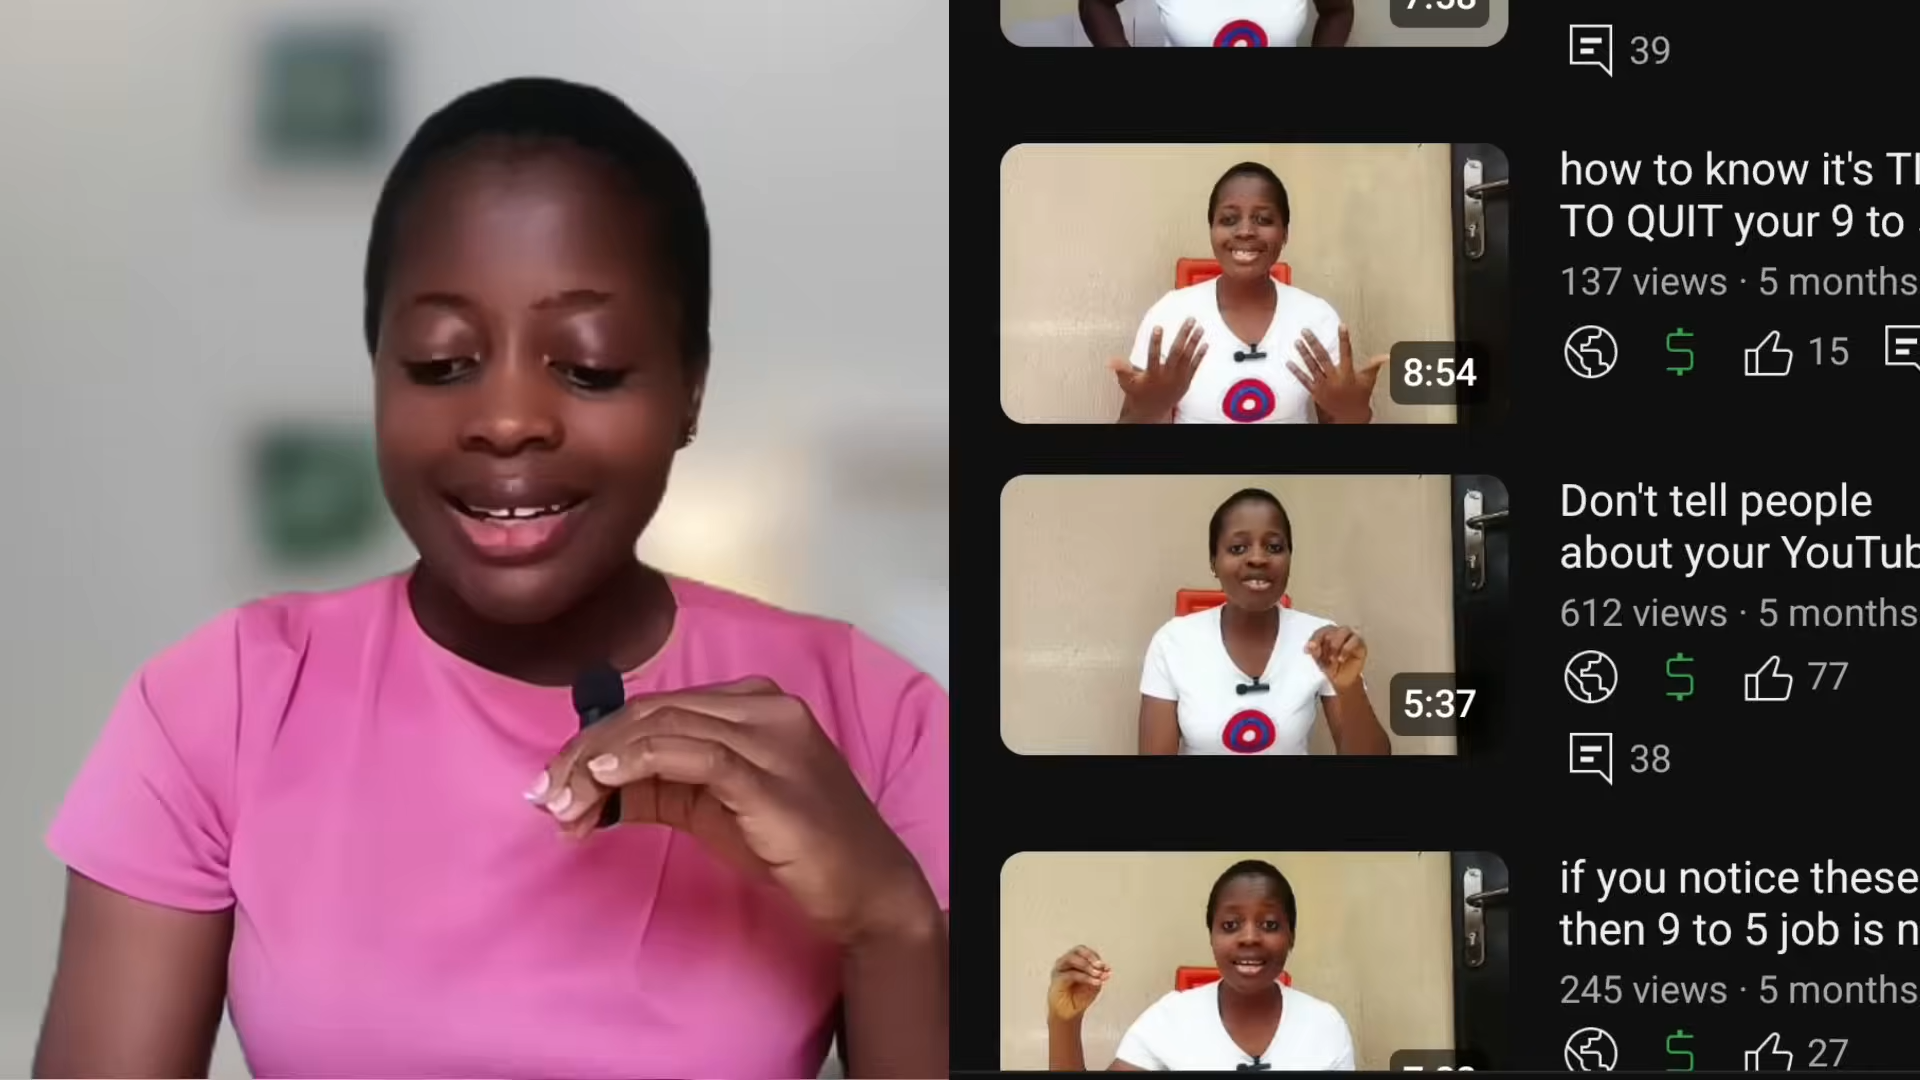 39
how to know it's
TO QUIT your 9 to
137 views · 5 months
15
8:54
Don't tell people
about your YouTub
612 views · 5 months
77
5:37
38
if you notice these
then 9 to 5 job is
245 views · 5 months
27